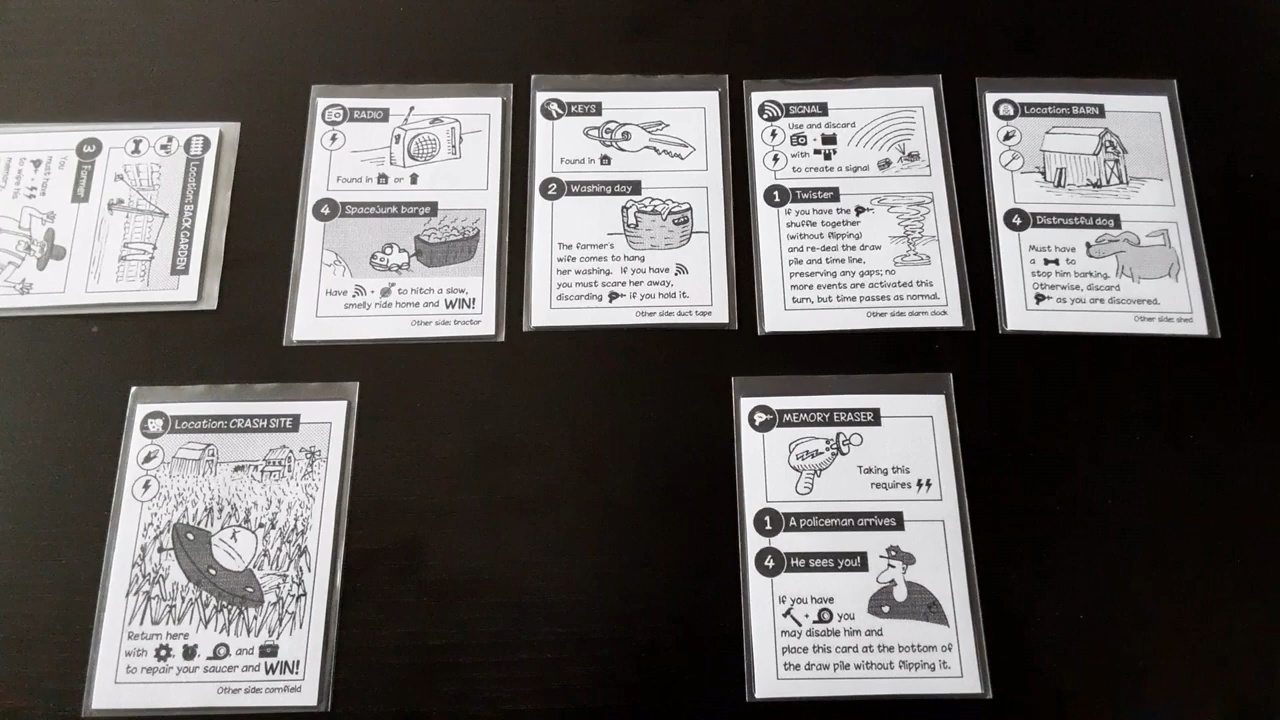 Location: BACK GARDEN
3
Farmer
You
must have
to wipe his
memory.
RADIO
Found in or
4 Spacejunk barge
Have + to hitch a slow,
smelly ride home and WIN!
Other side: tractor
KEYS
Found in
2 Washing day
The farmer's
wife comes to hang
her washing. If you have
you must scare her away,
discarding if you hold it.
Other side: duct tape
SIGNAL
Use and discard
+
with
to create a signal
1 Twister
If you have the
shuffle together
(without flipping)
and re-deal the draw
pile and time line,
preserving any gaps; no
more events are activated this
turn, but time passes as normal.
Other side: alarm clock
Location: BARN
4 Distrustful dog
Must have
a to
stop him barking.
Otherwise, discard
as you are discovered.
Other side: shed
Location: CRASH SITE
K
Return here
with , , and
to repair your saucer and WIN!
Other side: cornfield
MEMORY ERASER
Taking this
requires
1 A policeman arrives
4 He sees you!
If you have
+ you
may disable him and
place this card at the bottom of
the draw pile without flipping it.